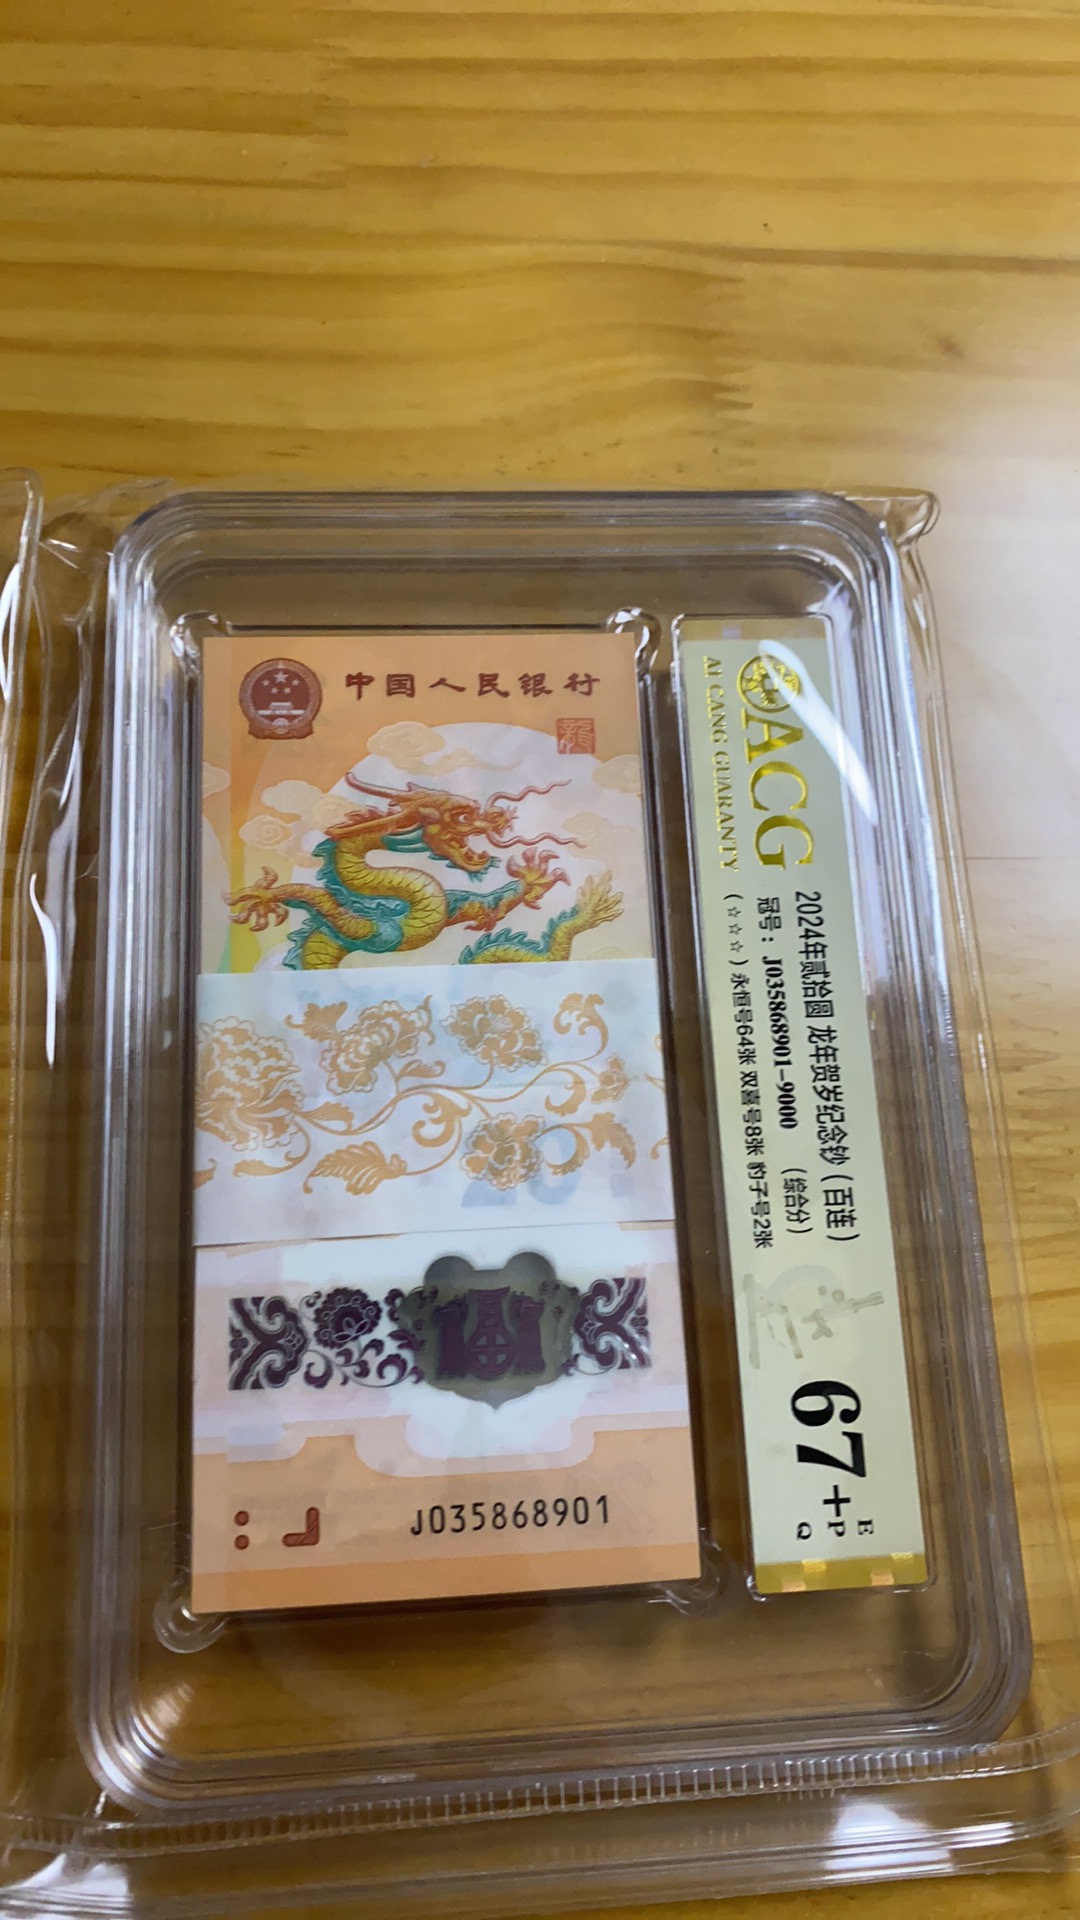 中国人民银行
龍
J035868901
ACG
AI CANG GUARANTY
2024年贰拾圆 龙年贺岁纪念钞（百连）
冠号：J035868901-9000 （综合分）
（☆☆☆）永恒号64张 双喜号8张 豹子号2张
67+
E
P
Q